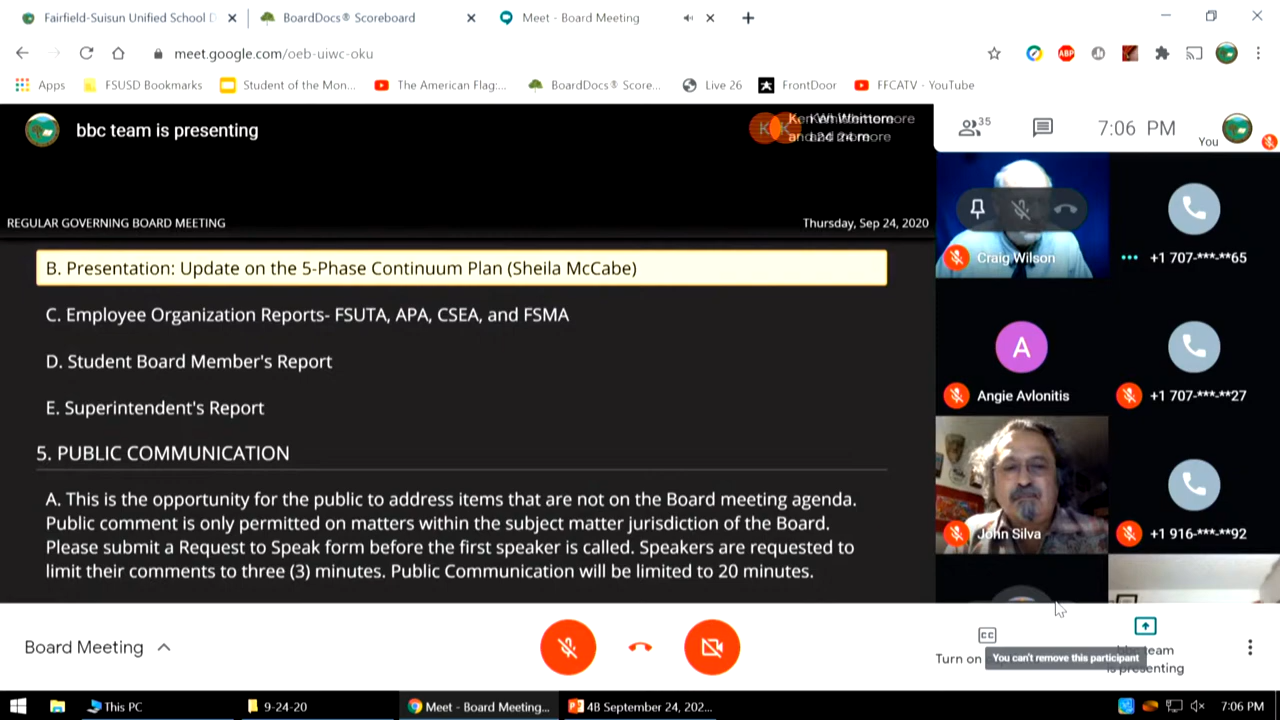 Fairfield-Suisun Unified School D
BoardDocs® Scoreboard
Meet - Board Meeting
meet.google.com/oeb-uiwc-oku
ABP
Apps
FSUSD Bookmarks
Student of the Mon...
The American Flag:...
BoardDocs® Score...
Live 26
FrontDoor
FFCATV - YouTube
bbc team is presenting
K K
35
7:06 PM
You
REGULAR GOVERNING BOARD MEETING
Thursday, Sep 24, 2020
B. Presentation: Update on the 5-Phase Continuum Plan (Sheila McCabe)
C. Employee Organization Reports- FSUTA, APA, CSEA, and FSMA
D. Student Board Member's Report
E. Superintendent's Report
5. PUBLIC COMMUNICATION
A. This is the opportunity for the public to address items that are not on the Board meeting agenda.
Public comment is only permitted on matters within the subject matter jurisdiction of the Board.
Please submit a Request to Speak form before the first speaker is called. Speakers are requested to
limit their comments to three (3) minutes. Public Communication will be limited to 20 minutes.
Craig Wilson
+1 707-***-**65
A
Angie Avlonitis
+1 707-***-**27
John Silva
+1 916-***-**92
Board Meeting
CC
Turn on
You can't remove this participant
team
is presenting
This PC
9-24-20
Meet - Board Meeting...
4B September 24, 202...
7:06 PM